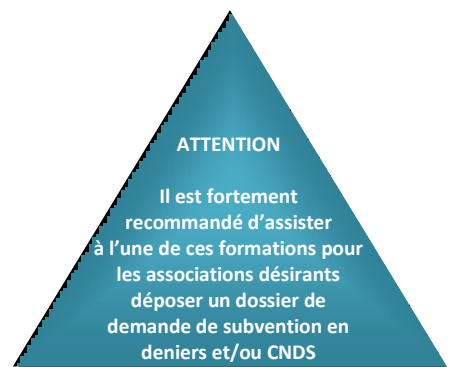 ATTENTION
Il est fortement
recommandé d’assister
à l’une de ces formations pour
les associations désirants
déposer un dossier de
demande de subvention en
deniers et/ou CNDS